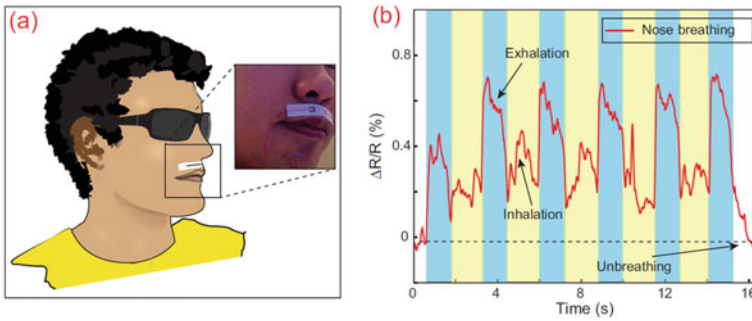 (a)
(b)
Nose breathing
Exhalation
Inhalation
Unbreathing
ΔR/R (%)
0.8
0.4
0
0
4
8
12
16
Time (s)